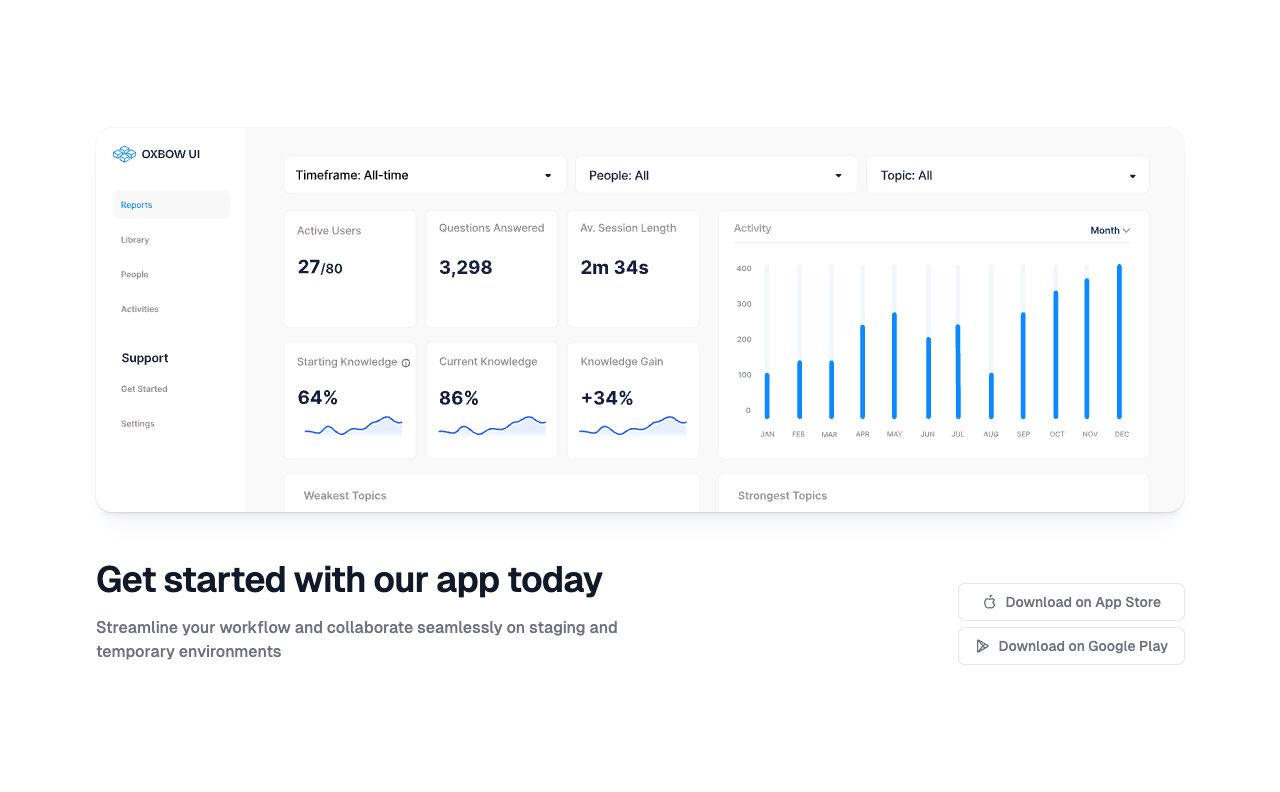 OXBOW UI
Reports
Library
People
Activities
Support
Get Started
Settings
Timeframe: All-time
People: All
Topic: All
Active Users
27/80
Questions Answered
3,298
Av. Session Length
2m 34s
Starting Knowledge
64%
Current Knowledge
86%
Knowledge Gain
+34%
Activity
Month
400
300
200
100
0
JAN FEB MAR APR MAY JUN JUL AUG SEP OCT NOV DEC
Weakest Topics
Strongest Topics
Get started with our app today
Streamline your workflow and collaborate seamlessly on staging and
temporary environments
Download on App Store
Download on Google Play